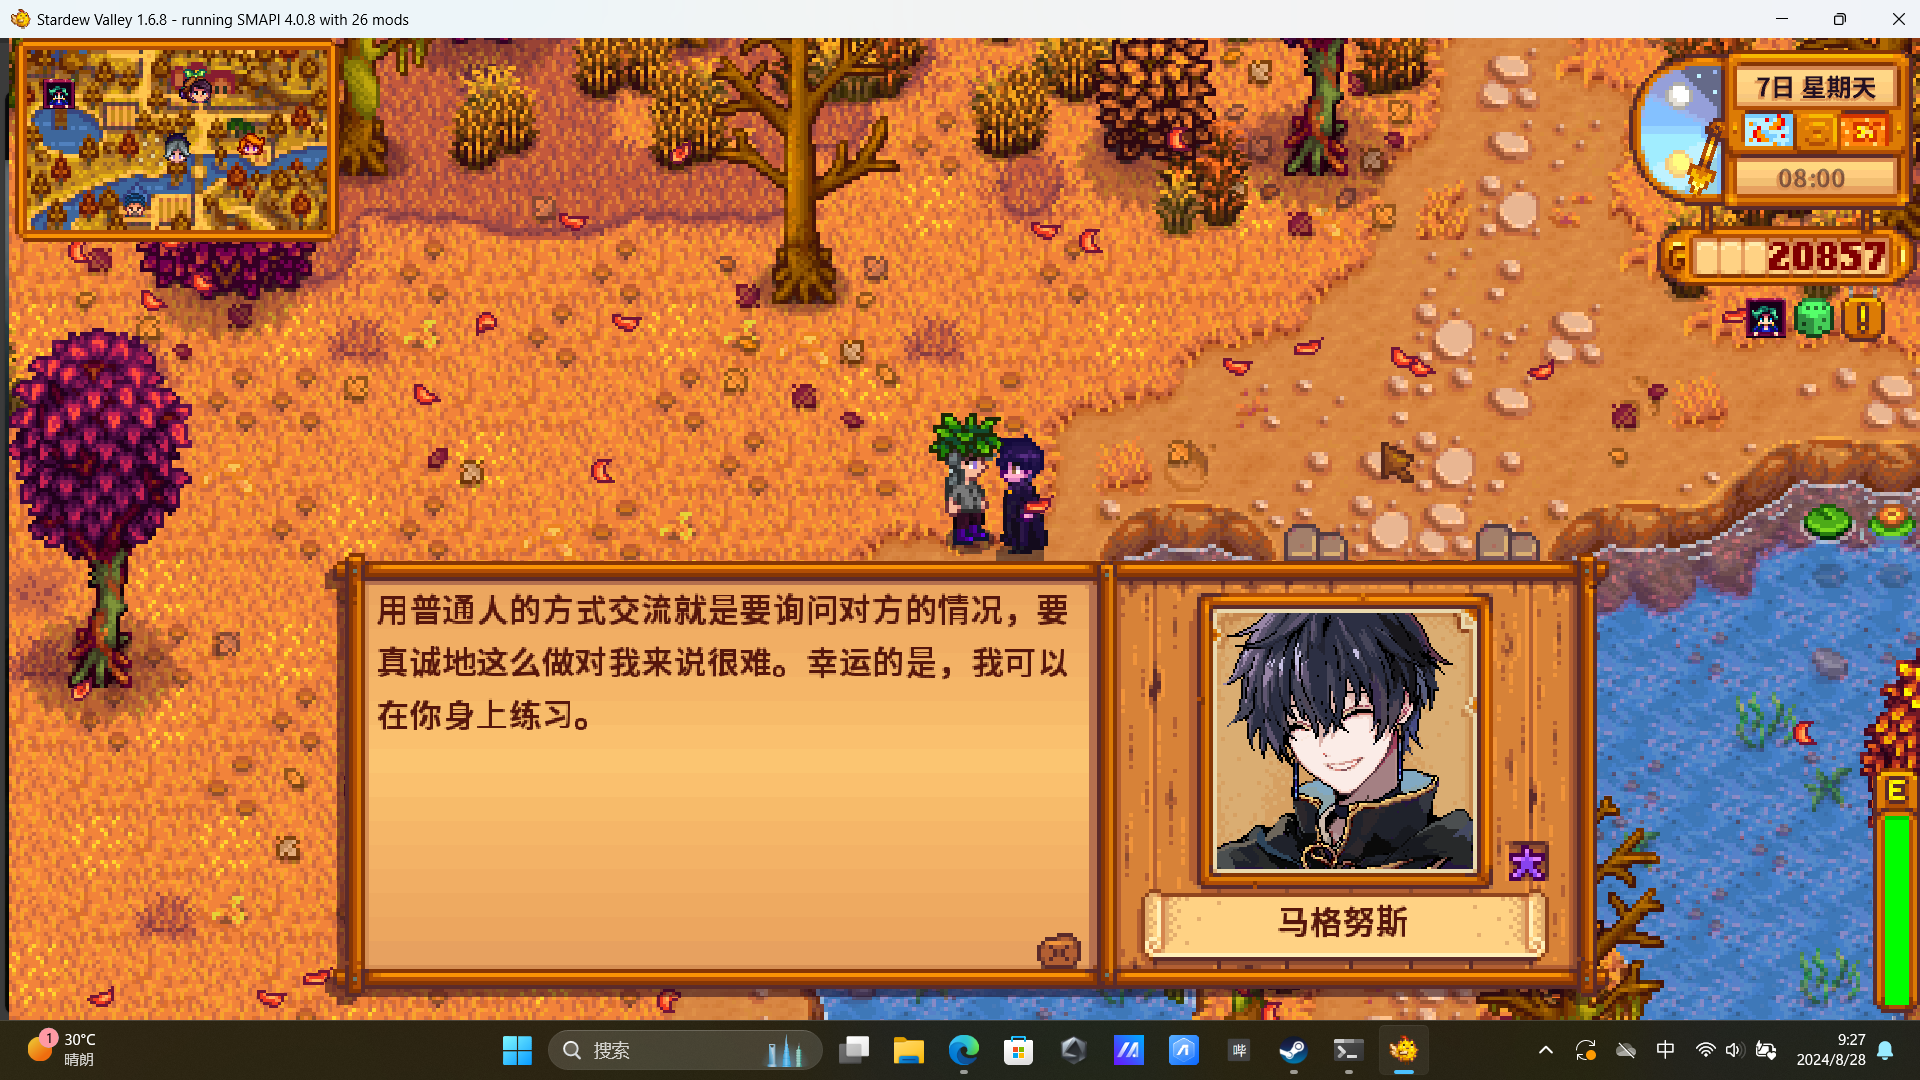 Stardew Valley 1.6.8 - running SMAPI 4.0.8 with 26 mods
7日 星期天
08:00
20857
用普通人的方式交流就是要询问对方的情况，要
真诚地这么做对我来说很难。幸运的是，我可以
在你身上练习。
马格努斯
E
1
30°C
晴朗
搜索
哔
中
9:27
2024/8/28